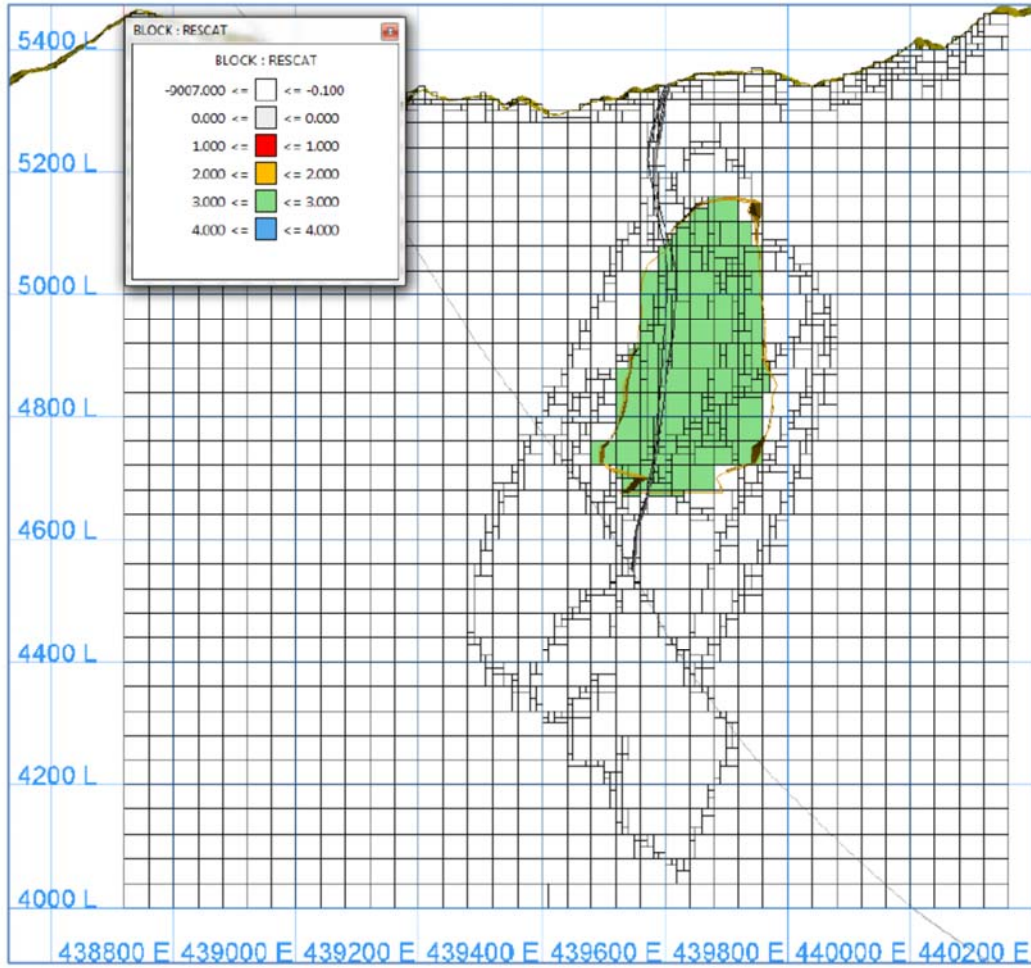 BLOCK : RESCAT
BLOCK : RESCAT
-9007.000 <= <= -0.100
0.000 <= <= 0.000
1.000 <= <= 1.000
2.000 <= <= 2.000
3.000 <= <= 3.000
4.000 <= <= 4.000
5400 L
5200 L
5000 L
4800 L
4600 L
4400 L
4200 L
4000 L
438800 E 439000 E 439200 E 439400 E 439600 E 439800 E 440000 E 440200 E